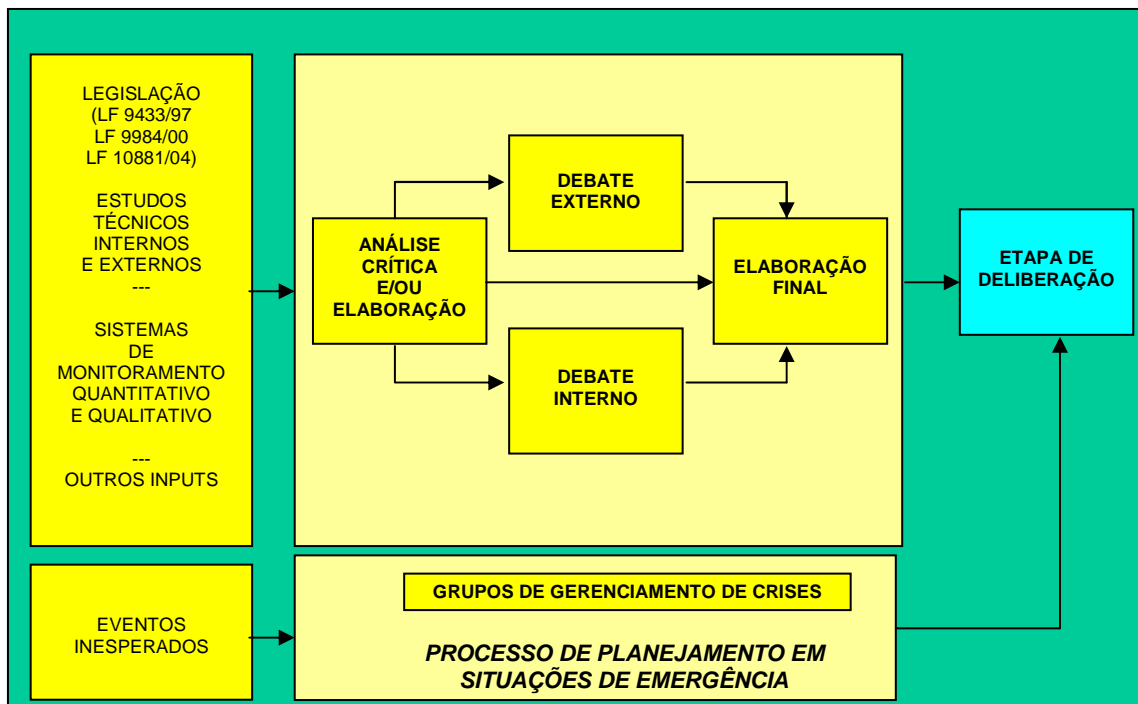 LEGISLAÇÃO
(LF 9433/97
LF 9984/00
LF 10881/04)
ESTUDOS
TÉCNICOS
INTERNOS
E EXTERNOS
---
SISTEMAS
DE
MONITORAMENTO
QUANTITATIVO
E QUALITATIVO
---
OUTROS INPUTS
ANÁLISE
CRÍTICA
E/OU
ELABORAÇÃO
DEBATE
EXTERNO
DEBATE
INTERNO
ELABORAÇÃO
FINAL
ETAPA DE
DELIBERAÇÃO
EVENTOS
INESPERADOS
GRUPOS DE GERENCIAMENTO DE CRISES
PROCESSO DE PLANEJAMENTO EM
SITUAÇÕES DE EMERGÊNCIA